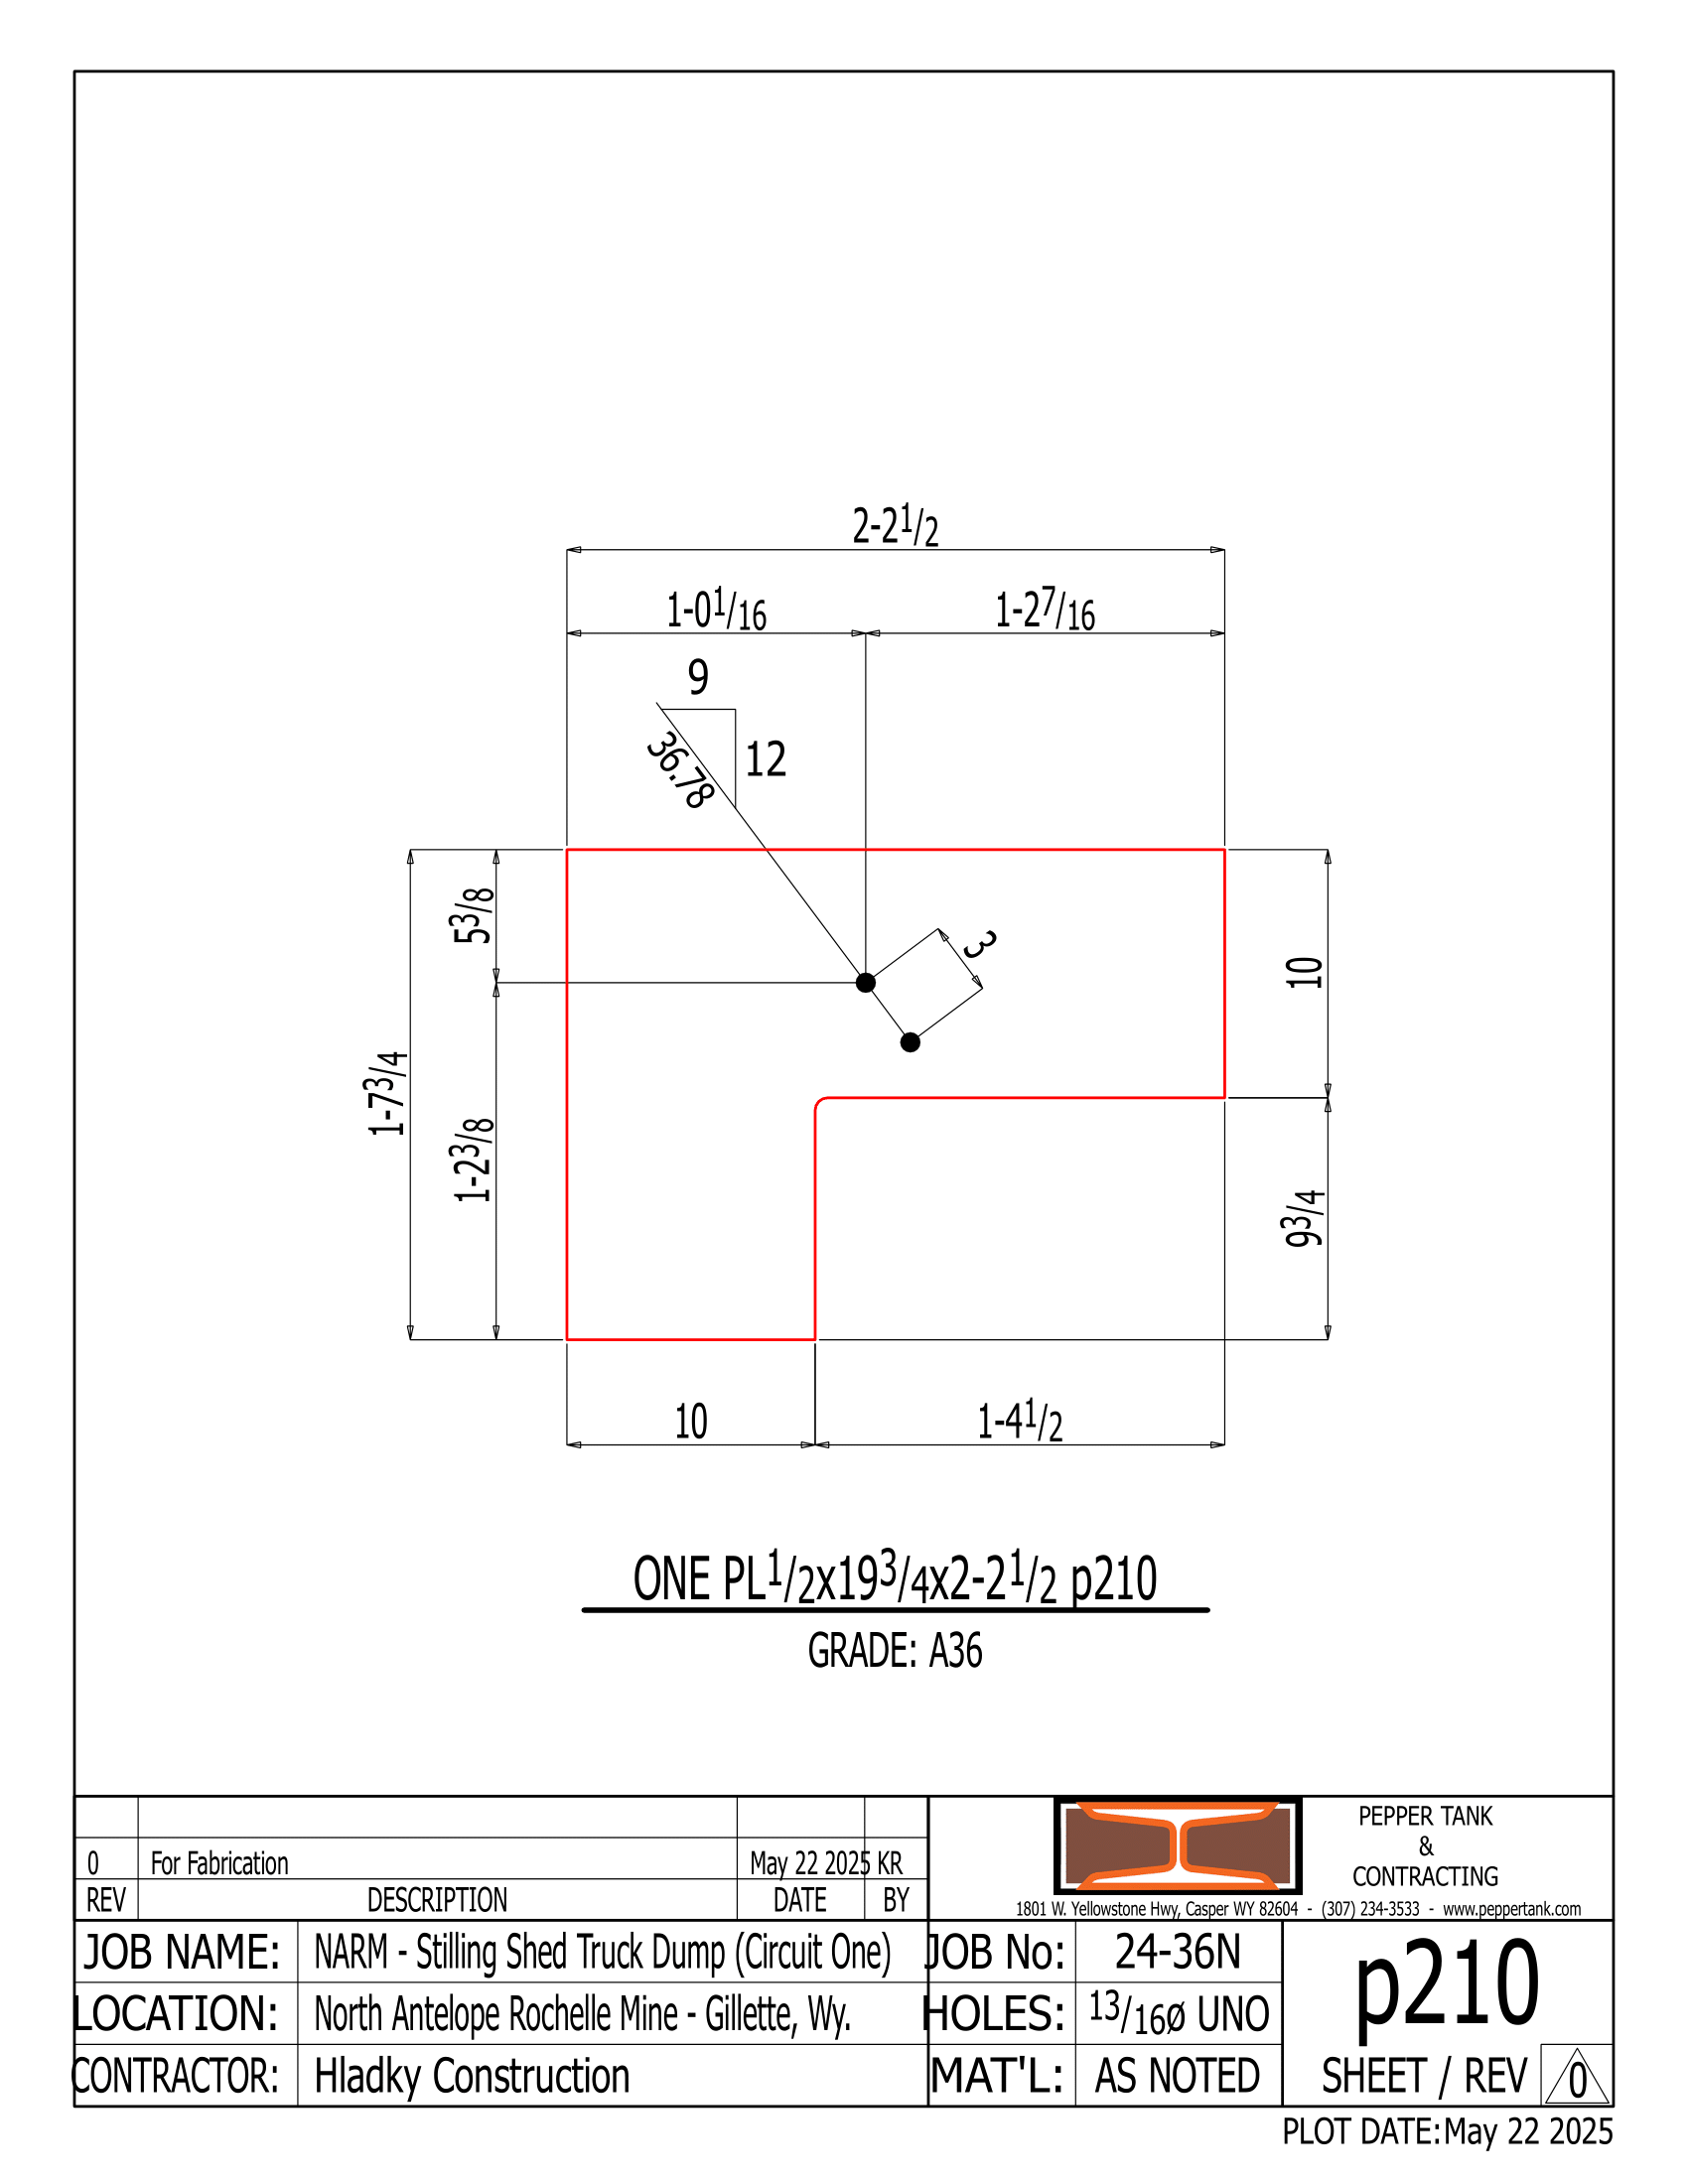 2-2 1/2
1-0 1/16
1-2 7/16
9
12
36.78
5 3/8
3
10
1-7 3/4
1-2 3/8
9 3/4
10
1-4 1/2
ONE PL 1/2x19 3/4x2-2 1/2 p210
GRADE: A36
0 For Fabrication May 22 2025 KR
REV DESCRIPTION DATE BY
PEPPER TANK
&
CONTRACTING
1801 W. Yellowstone Hwy, Casper WY 82604 - (307) 234-3533 - www.peppertank.com
JOB NAME: NARM - Stilling Shed Truck Dump (Circuit One)
LOCATION: North Antelope Rochelle Mine - Gillette, Wy.
CONTRACTOR: Hladky Construction
JOB No: 24-36N
HOLES: 13/16ø UNO
MAT'L: AS NOTED
p210
SHEET / REV 0
PLOT DATE:May 22 2025